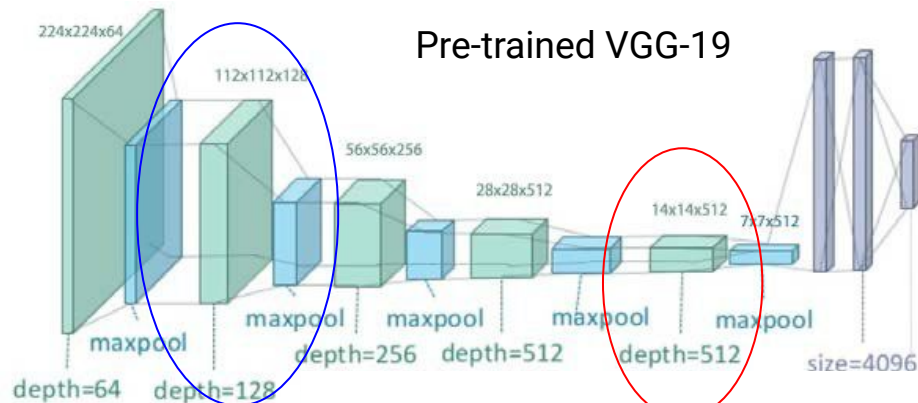 Pre-trained VGG-19
224x224x64
112x112x128
56x56x256
28x28x512
14x14x512
7x7x512
maxpool
maxpool
maxpool
maxpool
maxpool
depth=64
depth=128
depth=256
depth=512
depth=512
size=4096